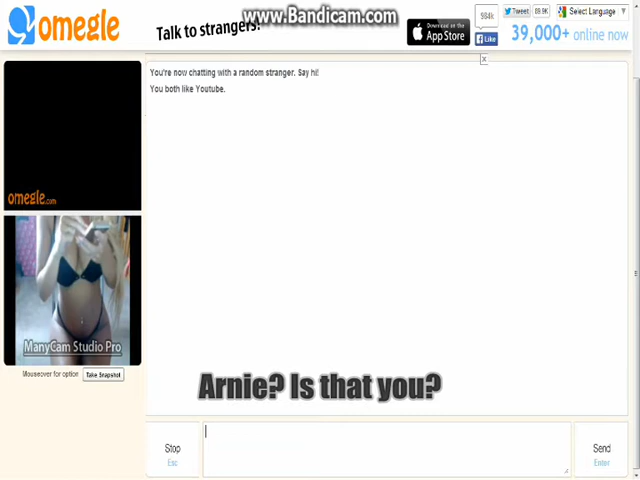 www.Bandicam.com
omegle
Talk to strangers!
Download on the
App Store
984k
Like
Tweet
89.9K
Select Language
39,000+ online now
x
You're now chatting with a random stranger. Say hi!
You both like Youtube.
omegle.com
ManyCam Studio Pro
Mouseover for option
Take Snapshot
Arnie? Is that you?
Stop
Esc
Send
Enter